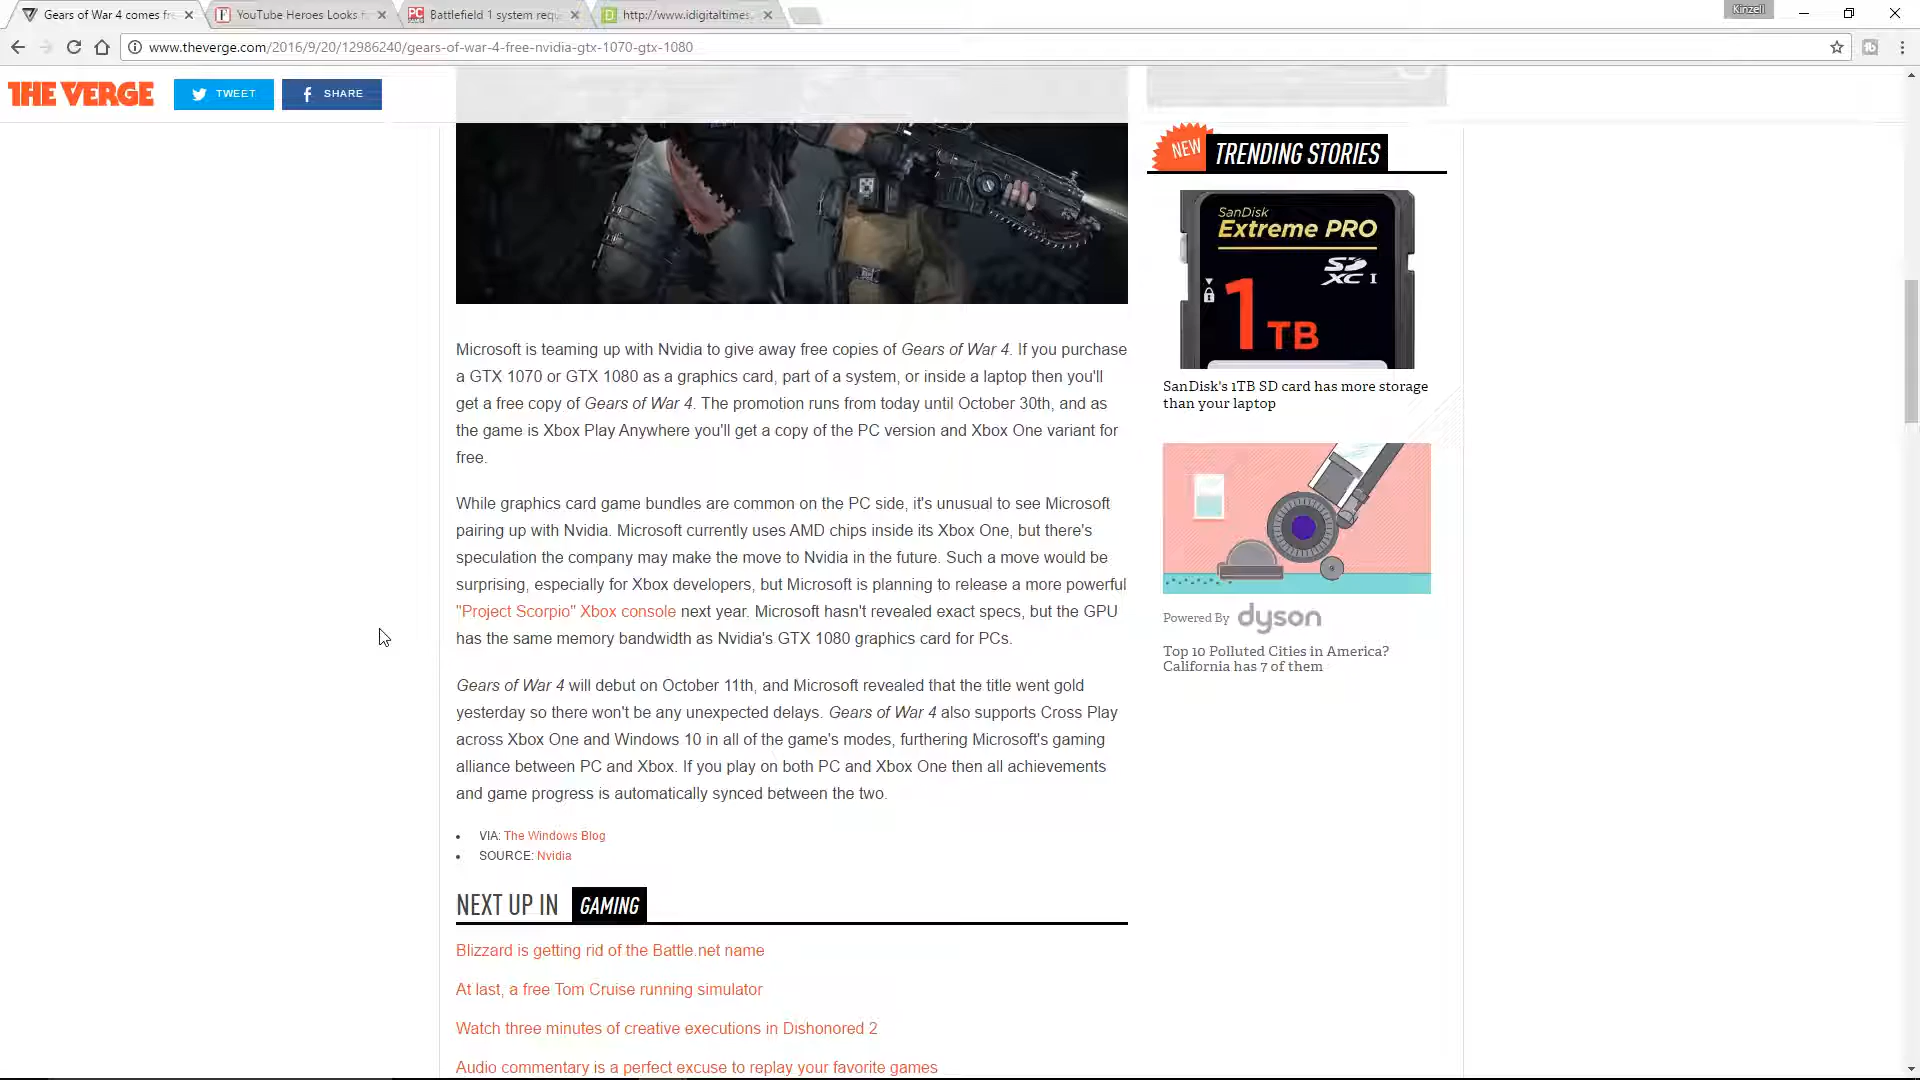 Gears of War 4 comes fr
YouTube Heroes Looks
Battlefield 1 system requ
http://www.idigitaltimes
Kinzell
www.theverge.com/2016/9/20/12986240/gears-of-war-4-free-nvidia-gtx-1070-gtx-1080
THE VERGE
TWEET
SHARE
NEW
TRENDING STORIES
SanDisk
Extreme PRO
SD
XC I
1 TB
SanDisk's 1TB SD card has more storage
than your laptop
Microsoft is teaming up with Nvidia to give away free copies of Gears of War 4. If you purchase
a GTX 1070 or GTX 1080 as a graphics card, part of a system, or inside a laptop then you'll
get a free copy of Gears of War 4. The promotion runs from today until October 30th, and as
the game is Xbox Play Anywhere you'll get a copy of the PC version and Xbox One variant for
free.
While graphics card game bundles are common on the PC side, it's unusual to see Microsoft
pairing up with Nvidia. Microsoft currently uses AMD chips inside its Xbox One, but there's
speculation the company may make the move to Nvidia in the future. Such a move would be
surprising, especially for Xbox developers, but Microsoft is planning to release a more powerful
"Project Scorpio" Xbox console next year. Microsoft hasn't revealed exact specs, but the GPU
has the same memory bandwidth as Nvidia's GTX 1080 graphics card for PCs.
Gears of War 4 will debut on October 11th, and Microsoft revealed that the title went gold
yesterday so there won't be any unexpected delays. Gears of War 4 also supports Cross Play
across Xbox One and Windows 10 in all of the game's modes, furthering Microsoft's gaming
alliance between PC and Xbox. If you play on both PC and Xbox One then all achievements
and game progress is automatically synced between the two.
VIA: The Windows Blog
SOURCE: Nvidia
Powered By dyson
Top 10 Polluted Cities in America?
California has 7 of them
NEXT UP IN GAMING
Blizzard is getting rid of the Battle.net name
At last, a free Tom Cruise running simulator
Watch three minutes of creative executions in Dishonored 2
Audio commentary is a perfect excuse to replay your favorite games